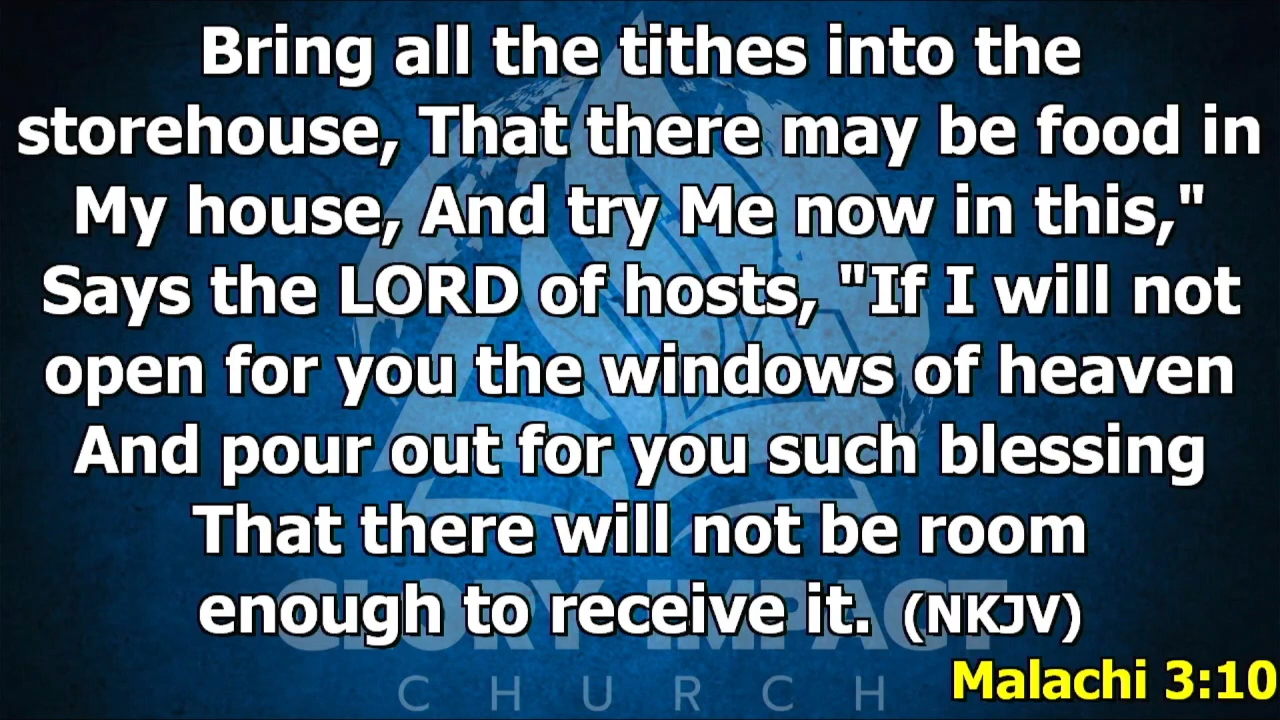 Bring all the tithes into the
storehouse, That there may be food in
My house, And try Me now in this,"
Says the LORD of hosts, "If I will not
open for you the windows of heaven
And pour out for you such blessing
That there will not be room
enough to receive it. (NKJV)
GLORY IMPACT
CHURCH
Malachi 3:10